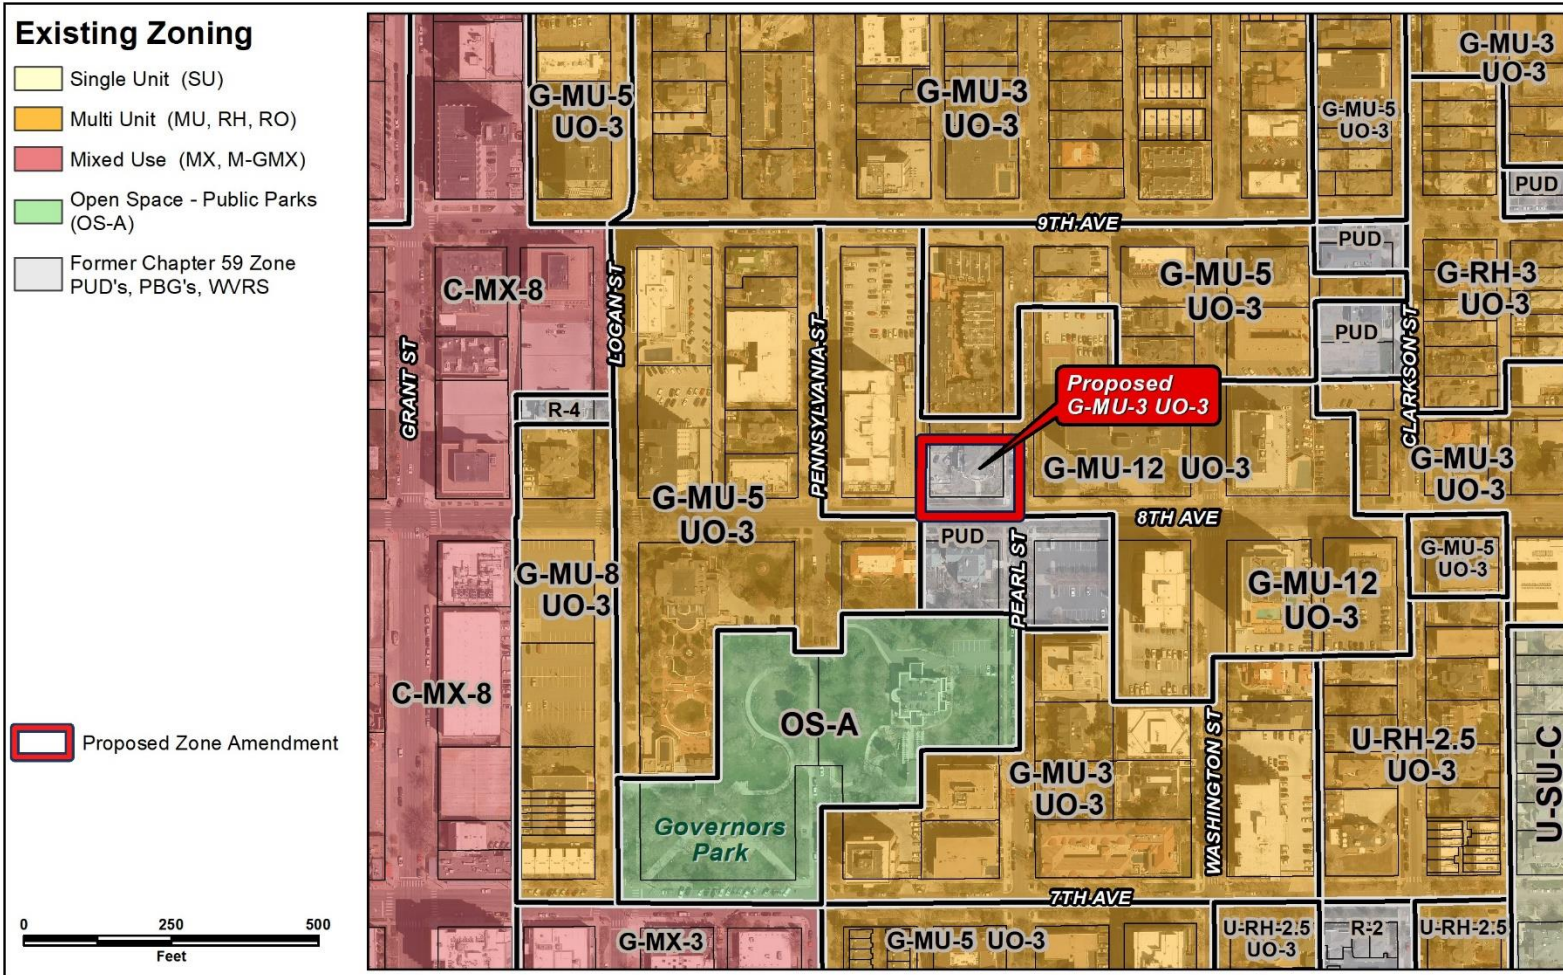 Existing Zoning
Single Unit (SU)
Multi Unit (MU, RH, RO)
Mixed Use (MX, M-GMX)
Open Space - Public Parks
(OS-A)
Former Chapter 59 Zone
PUD's, PBG's, WVRS
Proposed Zone Amendment
0 250 500
Feet
G-MU-5
UO-3
G-MU-3
UO-3
G-MU-5
UO-3
G-MU-3
UO-3
PUD
9TH AVE
PUD
C-MX-8
LOGAN ST
PENNSYLVANIA ST
G-MU-5
UO-3
G-RH-3
UO-3
PUD
CLARKSON ST
GRANT ST
R-4
Proposed
G-MU-3 UO-3
G-MU-5
UO-3
G-MU-12 UO-3
G-MU-3
UO-3
8TH AVE
PUD
PEARL ST
G-MU-8
UO-3
G-MU-12
UO-3
G-MU-5
UO-3
C-MX-8
OS-A
G-MU-3
UO-3
WASHINGTON ST
U-RH-2.5
UO-3
U-SU-C
Governors
Park
7TH AVE
G-MX-3
G-MU-5 UO-3
U-RH-2.5
UO-3
R-2
U-RH-2.5